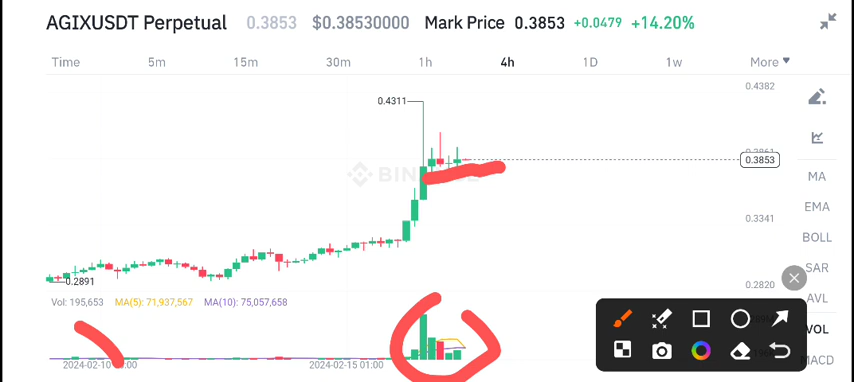 AGIXUSDT Perpetual 0.3853 $0.38530000 Mark Price 0.3853 +0.0479 +14.20%
Time 5m 15m 30m 1h 4h 1D 1w More
0.4382
0.4311
0.3853
MA
EMA
0.3341
BOLL
SAR
0.2891
0.2820
AVL
Vol: 195,653 MA(5): 71,937,567 MA(10): 75,057,658
VOL
MACD
2024-02-15 01:00